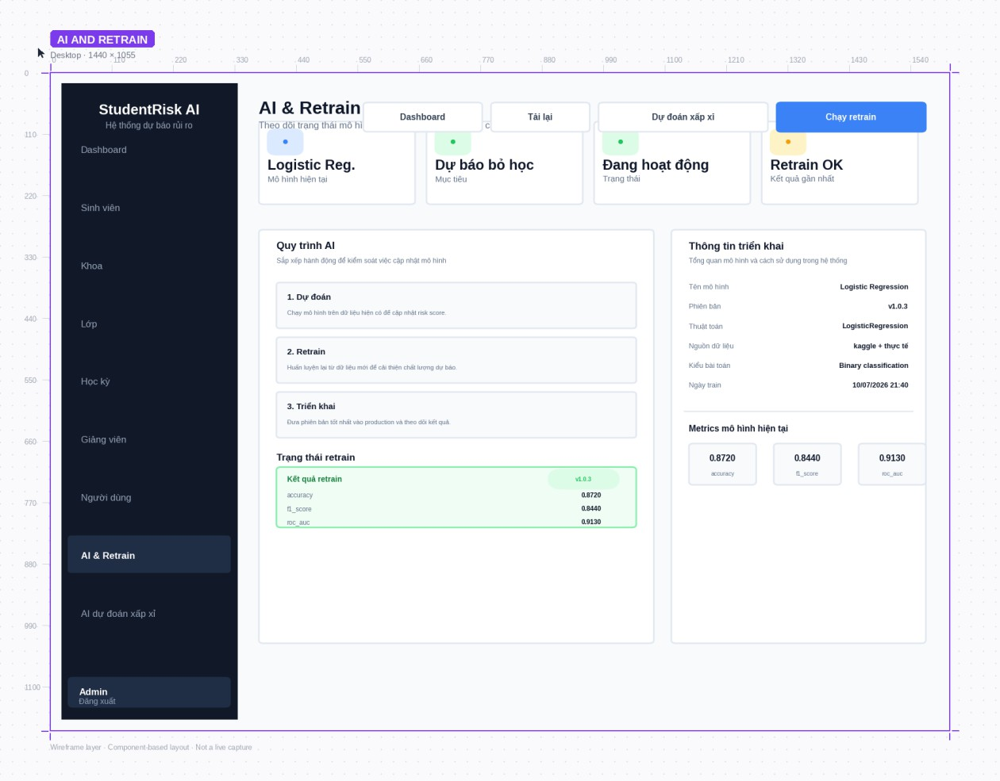 AI AND RETRAIN
Desktop · 1440 × 1055
0 110 220 330 440 550 660 770 880 990 1100 1210 1320 1430 1540
0
110
220
330
440
550
660
770
880
990
1100
StudentRisk AI
Hệ thống dự báo rủi ro
Dashboard
Sinh viên
Khoa
Lớp
Học kỳ
Giảng viên
Người dùng
AI & Retrain
AI dự đoán xấp xỉ
Admin
Đăng xuất
AI & Retrain
Theo dõi trạng thái mô
Dashboard
Tải lại
Dự đoán xấp xỉ
Chạy retrain
Logistic Reg.
Mô hình hiện tại
Dự báo bỏ học
Mục tiêu
Đang hoạt động
Trạng thái
Retrain OK
Kết quả gần nhất
Quy trình AI
Sắp xếp hành động để kiểm soát việc cập nhật mô hình
1. Dự đoán
Chạy mô hình trên dữ liệu hiện có để cập nhật risk score.
2. Retrain
Huấn luyện lại từ dữ liệu mới để cải thiện chất lượng dự báo.
3. Triển khai
Đưa phiên bản tốt nhất vào production và theo dõi kết quả.
Trạng thái retrain
Kết quả retrain v1.0.3
accuracy 0.8720
f1_score 0.8440
roc_auc 0.9130
Thông tin triển khai
Tổng quan mô hình và cách sử dụng trong hệ thống
Tên mô hình Logistic Regression
Phiên bản v1.0.3
Thuật toán LogisticRegression
Nguồn dữ liệu kaggle + thực tế
Kiểu bài toán Binary classification
Ngày train 10/07/2026 21:40
Metrics mô hình hiện tại
0.8720 0.8440 0.9130
accuracy f1_score roc_auc
Wireframe layer · Component-based layout · Not a live capture